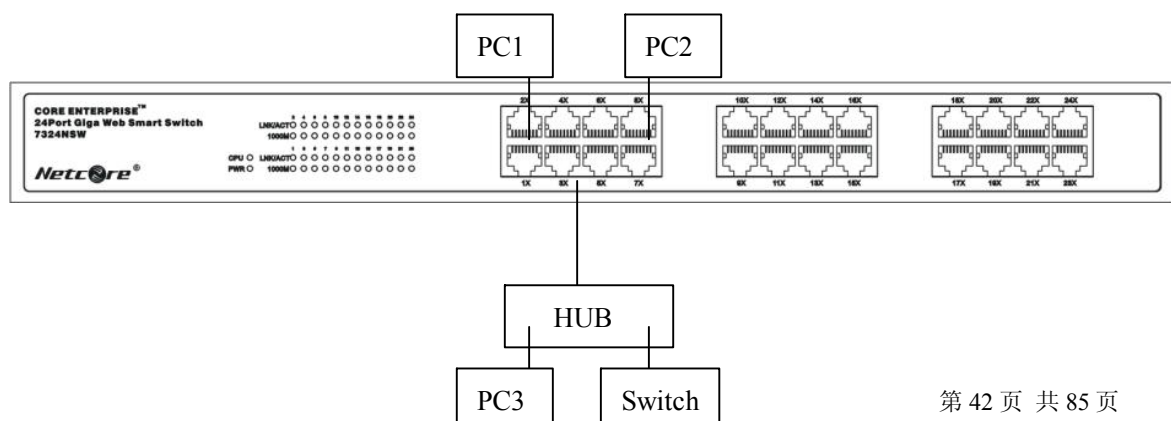 PC1 PC2
CORE ENTERPRISE™
24Port Giga Web Smart Switch
7324NSW
Netcore®
LNK/ACT
1000M
CPU LNK/ACT
PWR 1000M
2X 4X 6X 8X
1X 3X 5X 7X
10X 12X 14X 16X
9X 11X 13X 15X
18X 20X 22X 24X
17X 19X 21X 23X
HUB
PC3 Switch
第 42 页 共 85 页